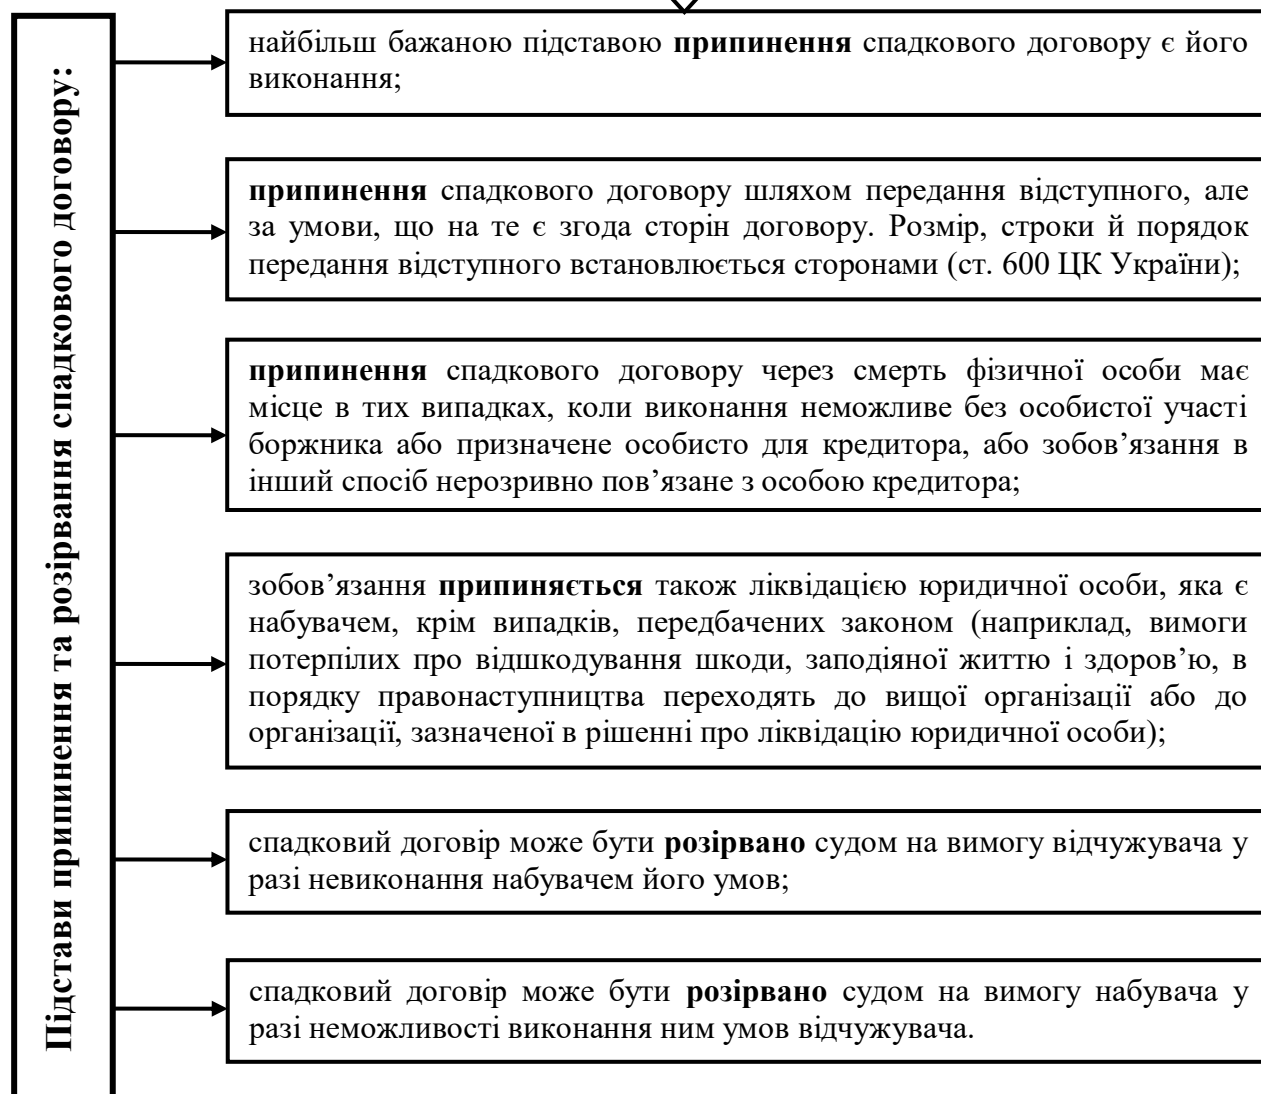 Підстави припинення та розірвання спадкового договору:
найбільш бажаною підставою припинення спадкового договору є його
виконання;
припинення спадкового договору шляхом передання відступного, але
за умови, що на те є згода сторін договору. Розмір, строки й порядок
передання відступного встановлюється сторонами (ст. 600 ЦК України);
припинення спадкового договору через смерть фізичної особи має
місце в тих випадках, коли виконання неможливе без особистої участі
боржника або призначене особисто для кредитора, або зобов’язання в
інший спосіб нерозривно пов’язане з особою кредитора;
зобов’язання припиняється також ліквідацією юридичної особи, яка є
набувачем, крім випадків, передбачених законом (наприклад, вимоги
потерпілих про відшкодування шкоди, заподіяної життю і здоров’ю, в
порядку правонаступництва переходять до вищої організації або до
організації, зазначеної в рішенні про ліквідацію юридичної особи);
спадковий договір може бути розірвано судом на вимогу відчужувача у
разі невиконання набувачем його умов;
спадковий договір може бути розірвано судом на вимогу набувача у
разі неможливості виконання ним умов відчужувача.